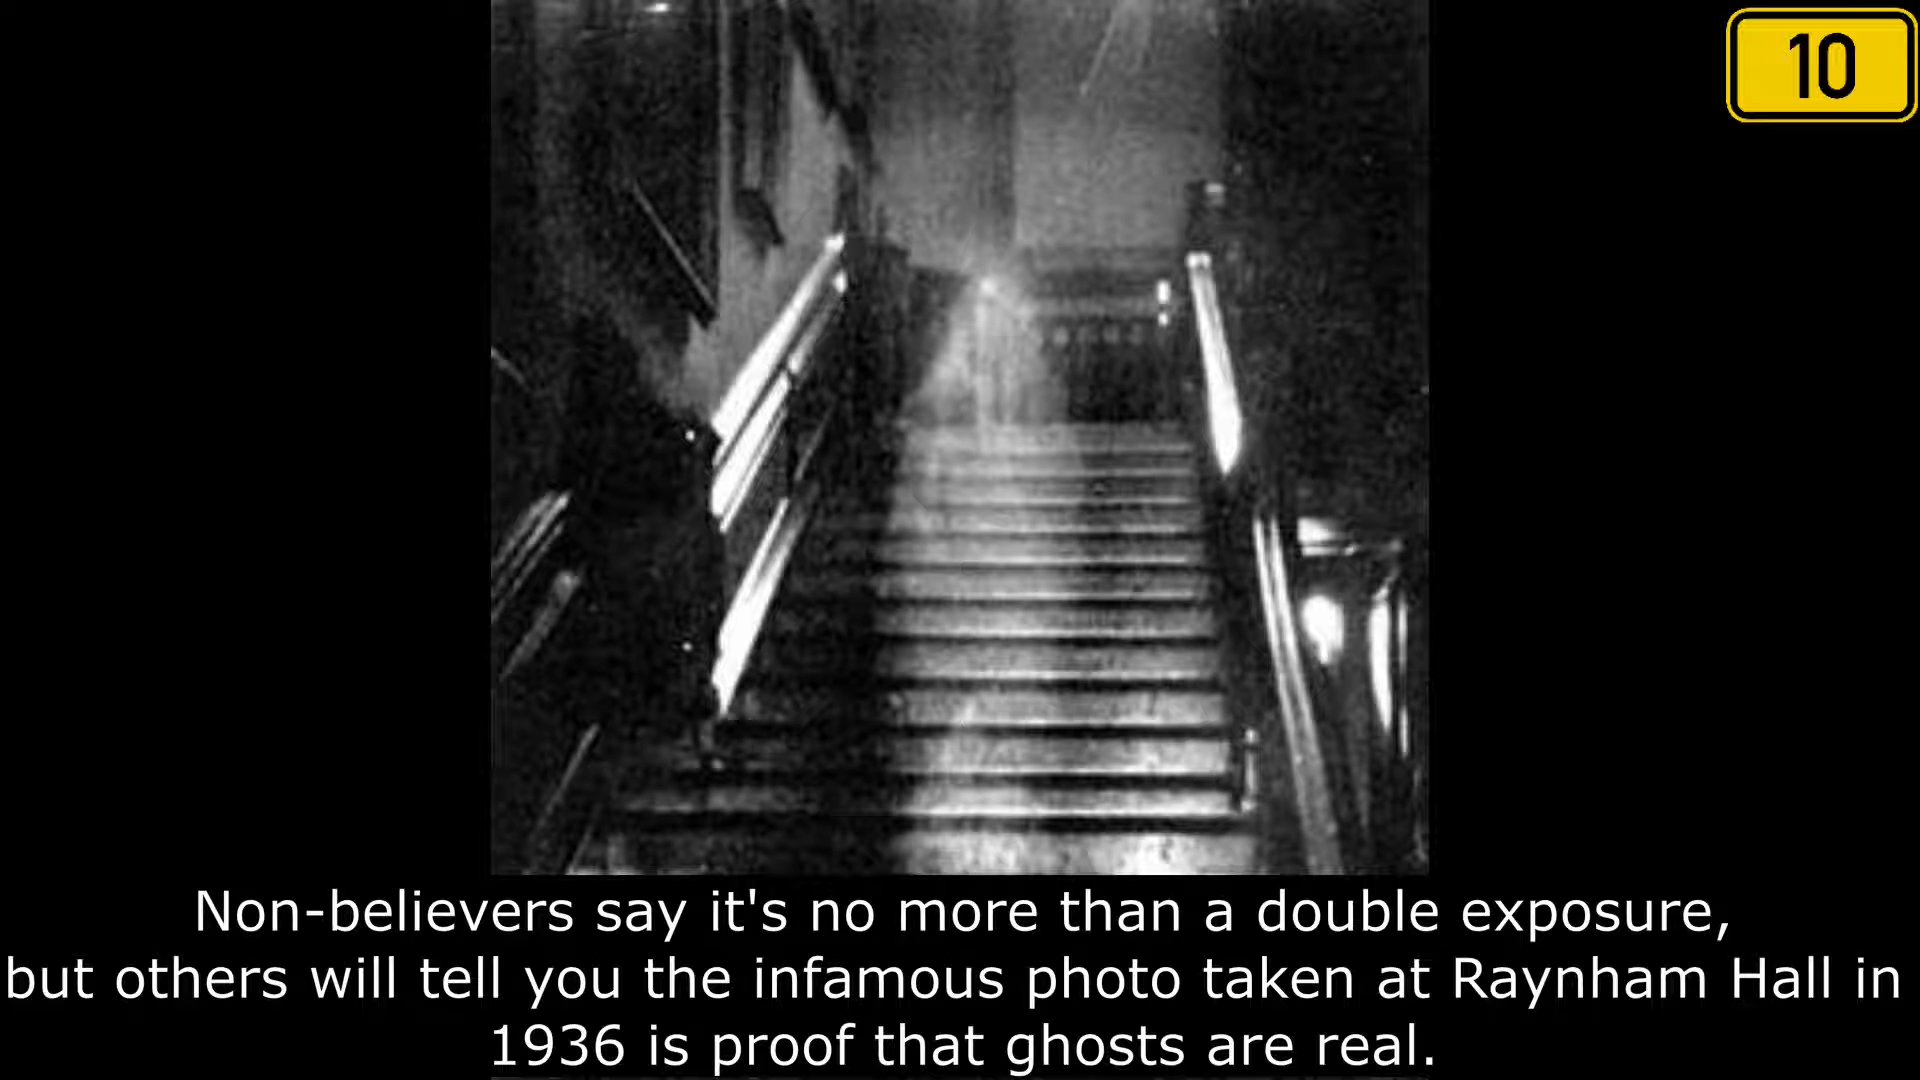 10
Non-believers say it's no more than a double exposure,
but others will tell you the infamous photo taken at Raynham Hall in
1936 is proof that ghosts are real.